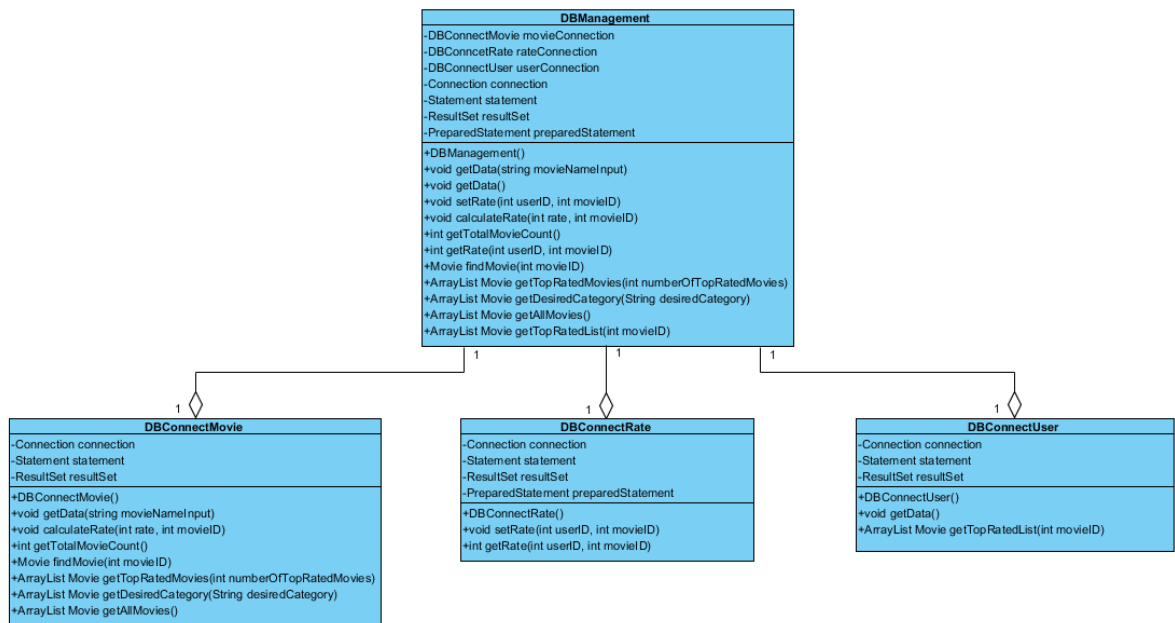 DBManagement
-DBConnectMovie movieConnection
-DBConncetRate rateConnection
-DBConnectUser userConnection
-Connection connection
-Statement statement
-ResultSet resultSet
-PreparedStatement preparedStatement
+DBManagement()
+void getData(string movieNameInput)
+void getData()
+void setRate(int userID, int movieID)
+void calculateRate(int rate, int movieID)
+int getTotalMovieCount()
+int getRate(int userID, int movieID)
+Movie findMovie(int movieID)
+ArrayList Movie getTopRatedMovies(int numberOfTopRatedMovies)
+ArrayList Movie getDesiredCategory(String desiredCategory)
+ArrayList Movie getAllMovies()
+ArrayList Movie getTopRatedList(int movieID)
1
1
1
1
1
1
DBConnectMovie
-Connection connection
-Statement statement
-ResultSet resultSet
+DBConnectMovie()
+void getData(string movieNameInput)
+void calculateRate(int rate, int movieID)
+int getTotalMovieCount()
+Movie findMovie(int movieID)
+ArrayList Movie getTopRatedMovies(int numberOfTopRatedMovies)
+ArrayList Movie getDesiredCategory(String desiredCategory)
+ArrayList Movie getAllMovies()
DBConnectRate
-Connection connection
-Statement statement
-ResultSet resultSet
-PreparedStatement preparedStatement
+DBConnectRate()
+void setRate(int userID, int movieID)
+int getRate(int userID, int movieID)
DBConnectUser
-Connection connection
-Statement statement
-ResultSet resultSet
+DBConnectUser()
+void getData()
+ArrayList Movie getTopRatedList(int movieID)